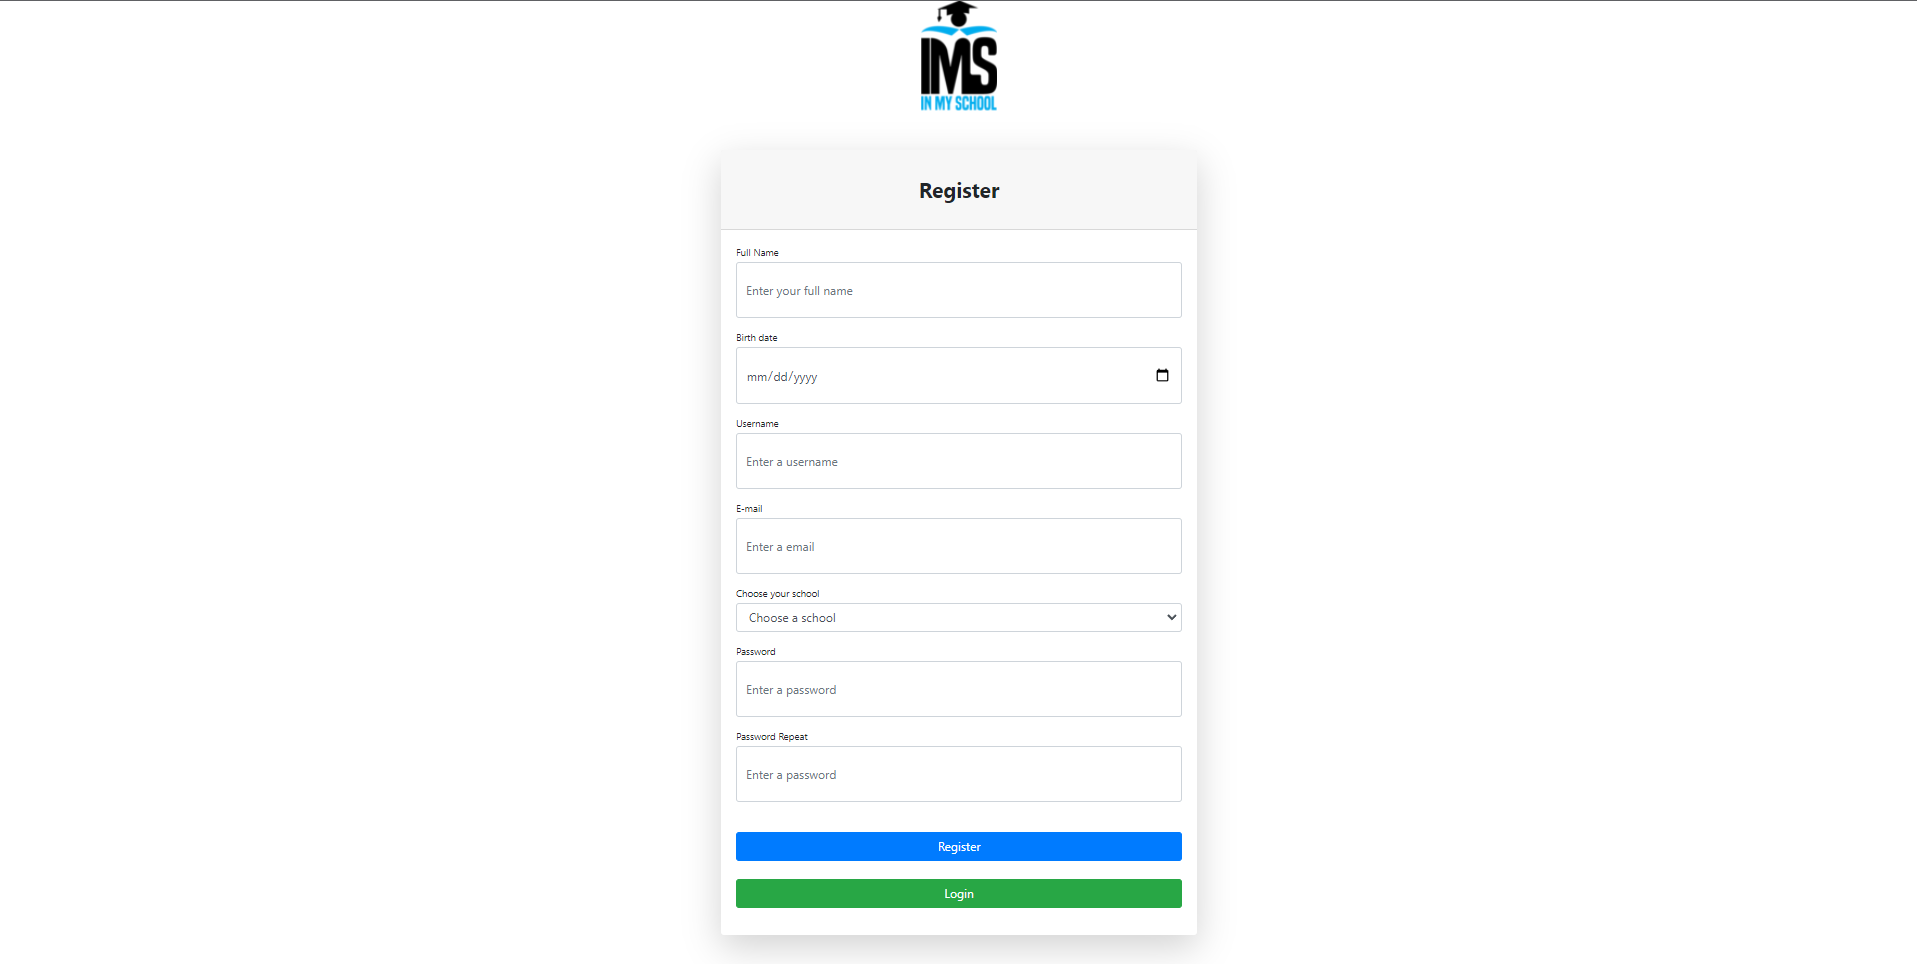 IMS
IN MY SCHOOL
Register
Full Name
Enter your full name
Birth date
mm/dd/yyyy
Username
Enter a username
E-mail
Enter a email
Choose your school
Choose a school
Password
Enter a password
Password Repeat
Enter a password
Register
Login